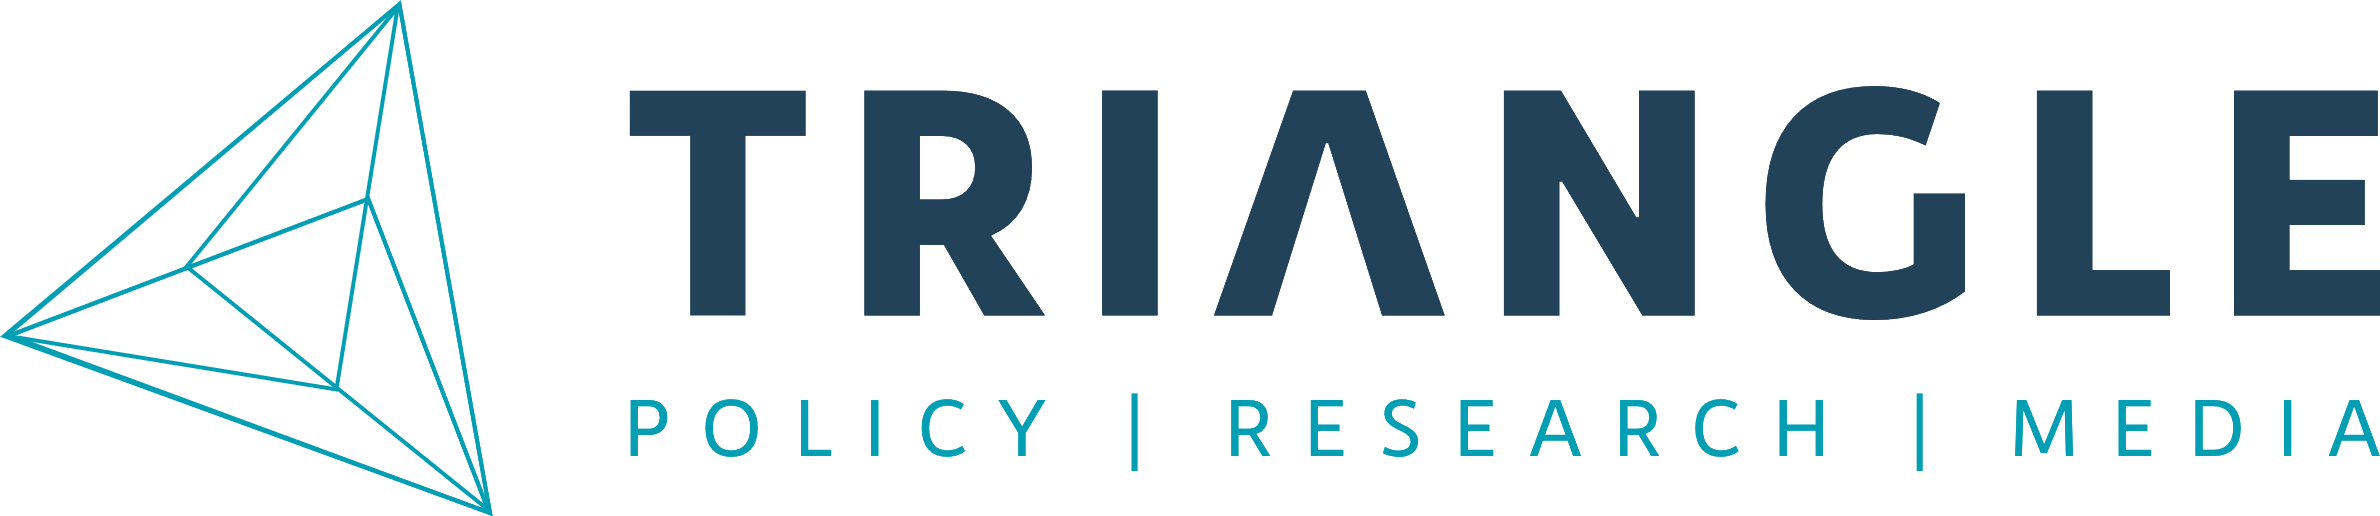 TRIANGLE
POLICY | RESEARCH | MEDIA